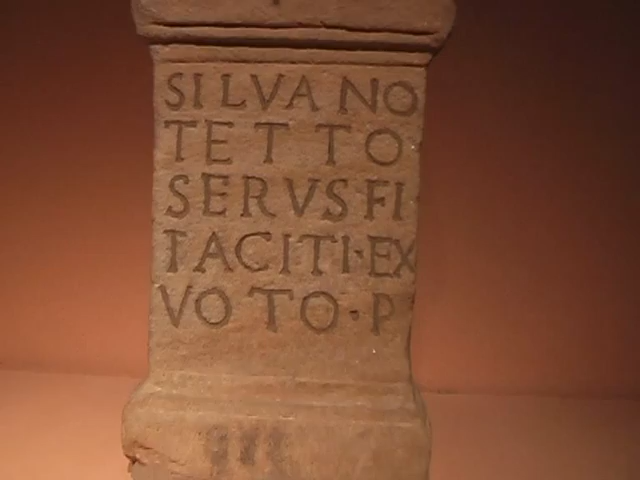 SILVANO
TETTO
SERVS·FI
TACITI·EX
VOTO·P